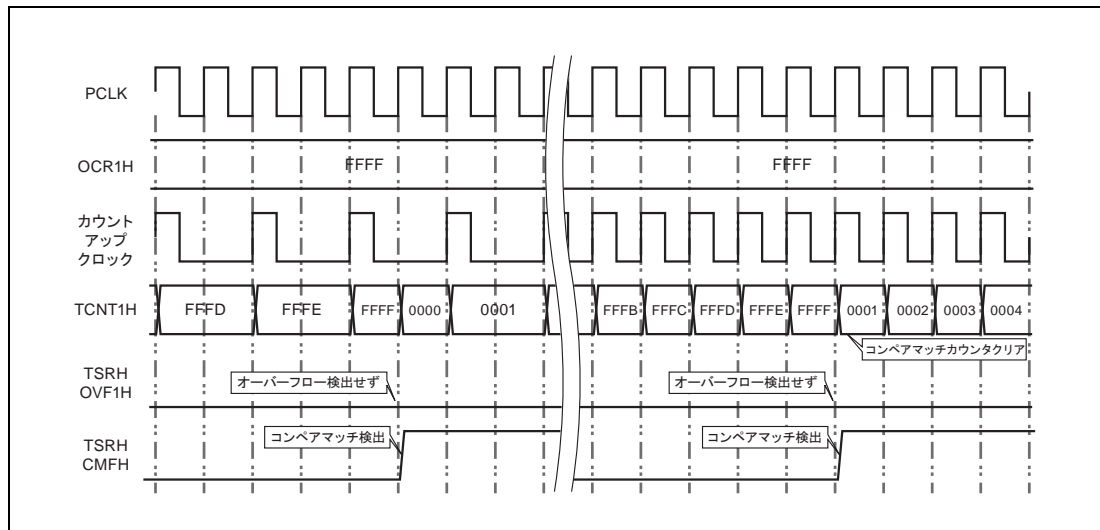 PCLK
OCR1H
FFFF
FFFF
カウント
アップ
クロック
TCNT1H
FFFD
FFFE
FFFF
0000
0001
FFFB
FFFC
FFFD
FFFE
FFFF
0001
0002
0003
0004
コンペアマッチカウンタクリア
TSRH
OVF1H
オーバーフロー検出せず
オーバーフロー検出せず
TSRH
CMFH
コンペアマッチ検出
コンペアマッチ検出